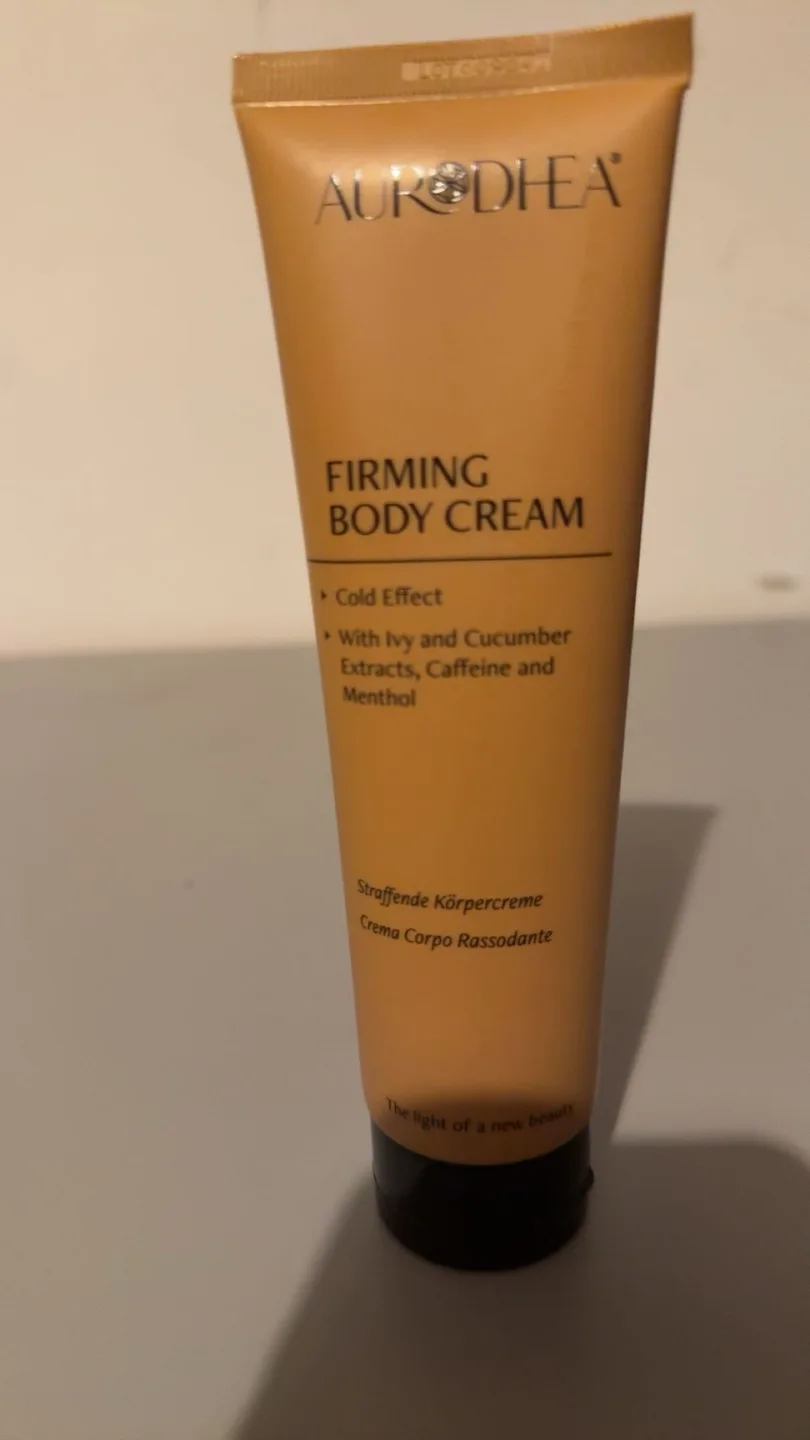 AURODHEA®
FIRMING
BODY CREAM
‣ Cold Effect
‣ With Ivy and Cucumber
Extracts, Caffeine and
Menthol
Straffende Körpercreme
Crema Corpo Rassodante
The light of a new beauty